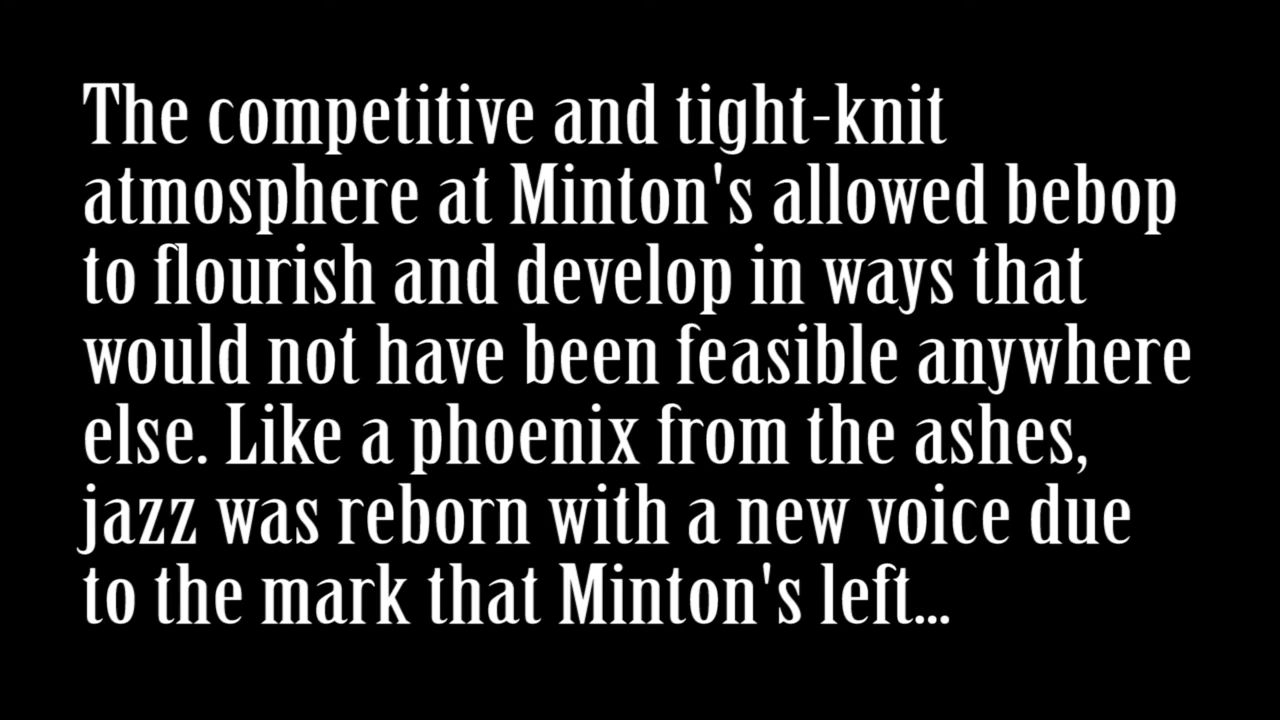 The competitive and tight-knit
atmosphere at Minton's allowed bebop
to flourish and develop in ways that
would not have been feasible anywhere
else. Like a phoenix from the ashes,
jazz was reborn with a new voice due
to the mark that Minton's left...